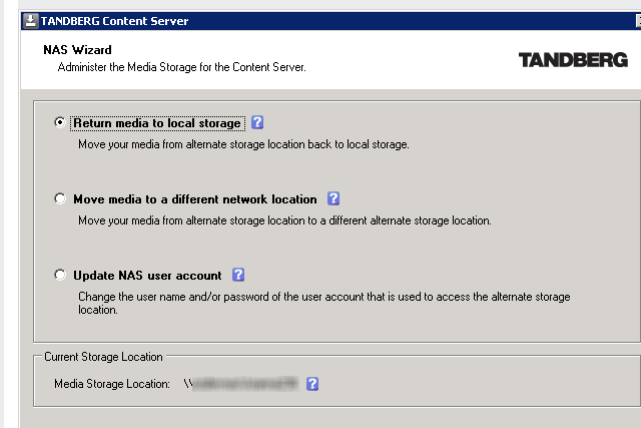 TANDBERG Content Server
NAS Wizard
Administer the Media Storage for the Content Server.
TANDBERG
Return media to local storage ?
Move your media from alternate storage location back to local storage.
Move media to a different network location ?
Move your media from alternate storage location to a different alternate storage location.
Update NAS user account ?
Change the user name and/or password of the user account that is used to access the alternate storage
location.
Current Storage Location
Media Storage Location: \\ ?